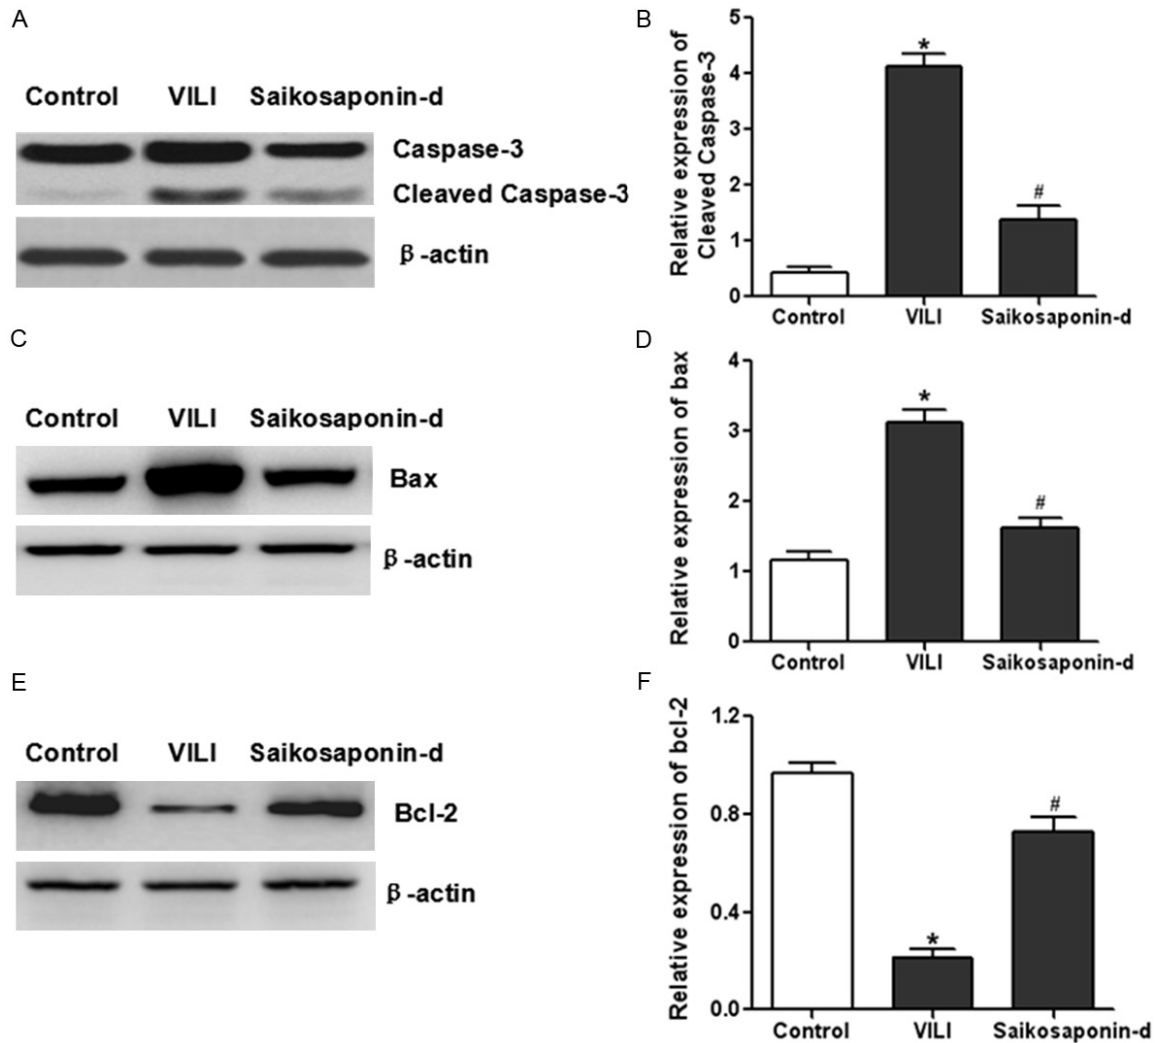 A
Control VILI Saikosaponin-d
Caspase-3
Cleaved Caspase-3
β-actin
B
Relative expression of
Cleaved Caspase-3
5
4
3
2
1
0
*
#
Control VILI Saikosaponin-d
C
Control VILI Saikosaponin-d
Bax
β-actin
D
Relative expression of bax
4
3
2
1
0
*
#
Control VILI Saikosaponin-d
E
Control VILI Saikosaponin-d
Bcl-2
β-actin
F
Relative expression of bcl-2
1.2
0.8
0.4
0.0
*
#
Control VILI Saikosaponin-d